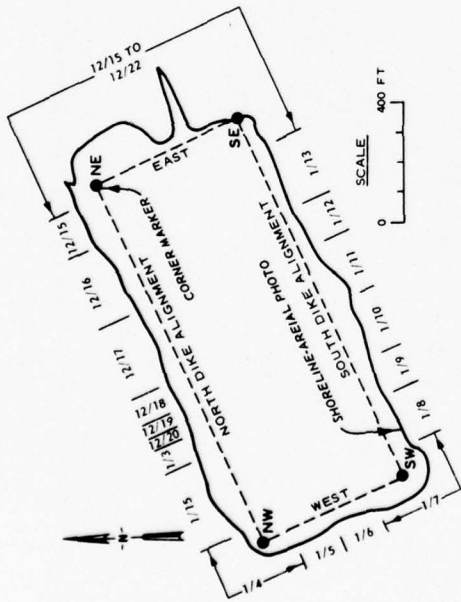 12/15 TO
12/22
NE
EAST
SE
12/15
12/16
12/17
12/18
12/19
12/20
1/3
1/15
NORTH DIKE ALIGNMENT
CORNER MARKER
SHORELINE-AREIAL PHOTO
SOUTH DIKE ALIGNMENT
NW
WEST
SW
1/4
1/5
1/6
1/7
1/8
1/9
1/10
1/11
1/12
1/13
N
SCALE
0
400 FT